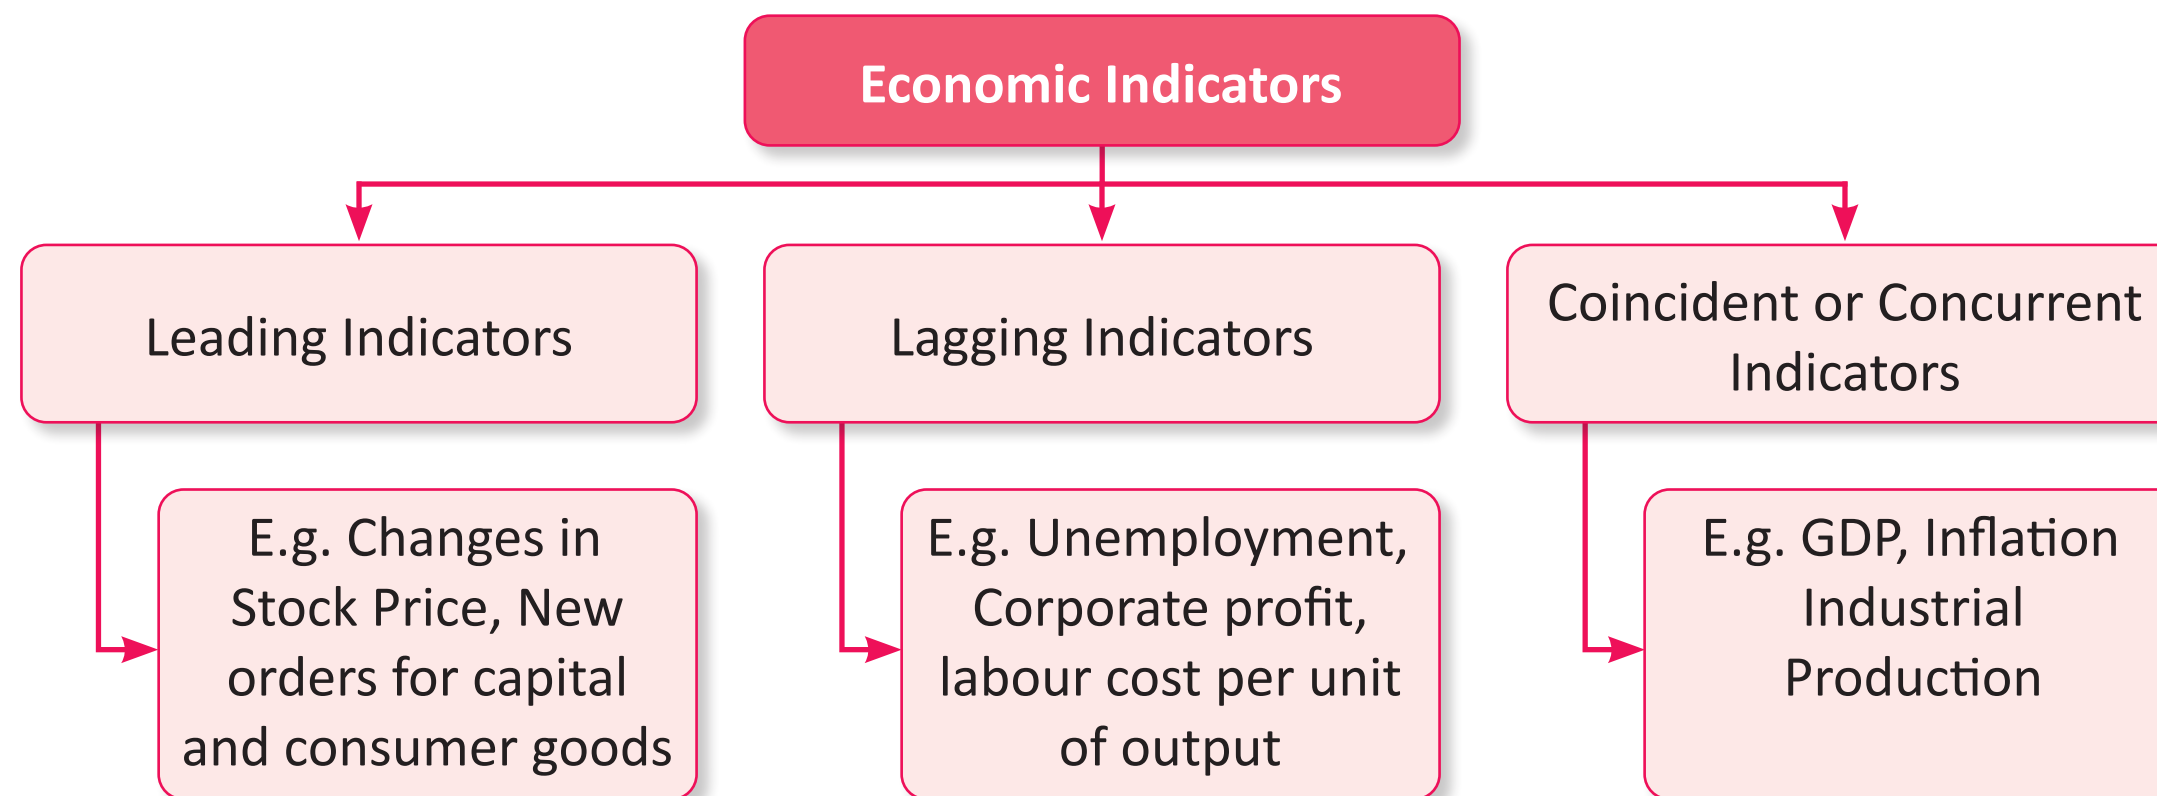 Economic Indicators
Leading Indicators
Lagging Indicators
Coincident or Concurrent
Indicators
E.g. Changes in
Stock Price, New
orders for capital
and consumer goods
E.g. Unemployment,
Corporate profit,
labour cost per unit
of output
E.g. GDP, Inflation
Industrial
Production